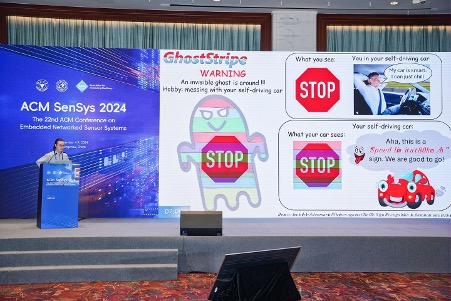 ACM SenSys 2024
The 22nd ACM Conference on
Embedded Networked Sensor Systems
GhostStripe
WARNING
An invisible ghost is around !!!
Hobby: messing with your self-driving car
STOP
What you see:
STOP
You in your self-driving car:
My car is smart.
I can just chill!
What your car sees:
STOP
Your self-driving car:
Aha, this is a
sign. We are good to go!